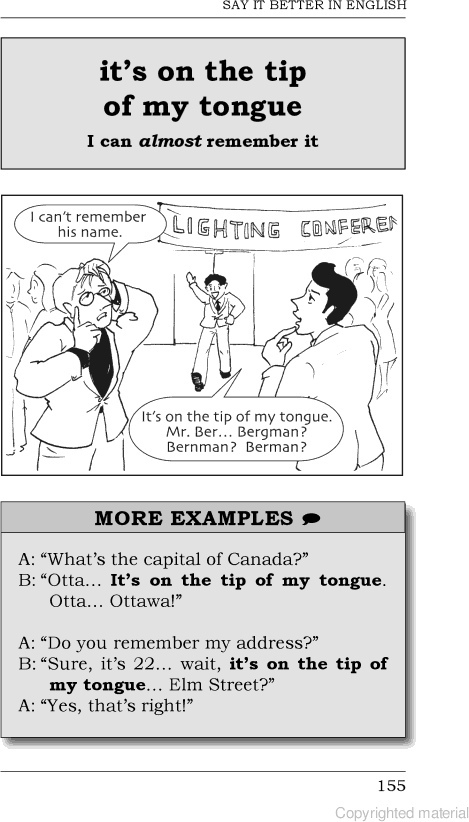 SAY IT BETTER IN ENGLISH
it's on the tip
of my tongue
I can almost remember it
I can't remember
his name.
LIGHTING CONFEREN
It's on the tip of my tongue.
Mr. Ber... Bergman?
Bernman? Berman?
MORE EXAMPLES
A: “What's the capital of Canada?”
B: “Otta... It's on the tip of my tongue.
Otta... Ottawa!”
A: “Do you remember my address?”
B: “Sure, it's 22... wait, it's on the tip of
my tongue... Elm Street?”
A: “Yes, that's right!”
155
Copyrighted material